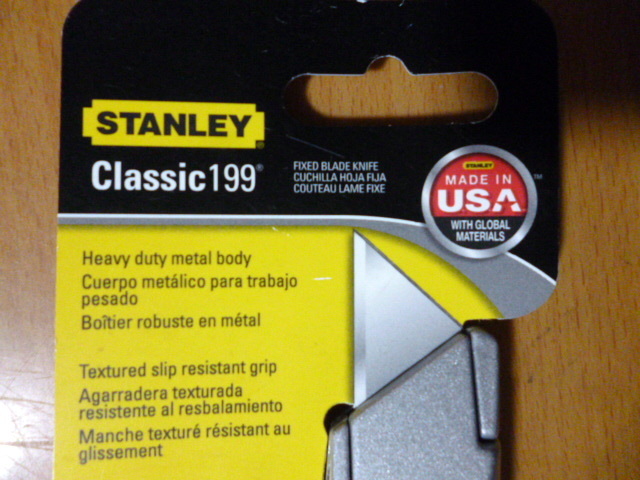 STANLEY
Classic199®
FIXED BLADE KNIFE
CUCHILLA HOJA FIJA
COUTEAU LAME FIXE
STANLEY
MADE IN
USA
WITH GLOBAL
MATERIALS
™
Heavy duty metal body
Cuerpo metálico para trabajo
pesado
Boîtier robuste en métal
Textured slip resistant grip
Agarradera texturada
resistente al resbalamiento
Manche texturé résistant au
glissement